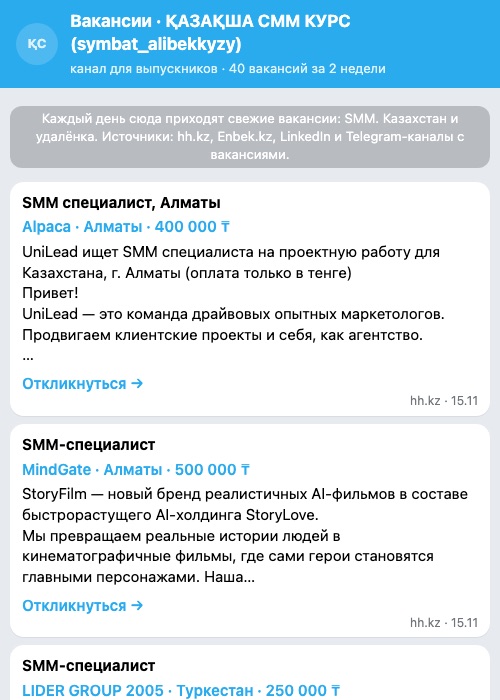 ҚС
Вакансии · ҚАЗАҚША СММ КУРС
(symbat_alibekkyzy)
канал для выпускников · 40 вакансий за 2 недели
Каждый день сюда приходят свежие вакансии: SMM. Казахстан и
удалёнка. Источники: hh.kz, Enbek.kz, LinkedIn и Telegram-каналы с
вакансиями.
SMM специалист, Алматы
Alpaca · Алматы · 400 000 ₸
UniLead ищет SMM специалиста на проектную работу для
Казахстана, г. Алматы (оплата только в тенге)
Привет!
UniLead — это команда драйвовых опытных маркетологов.
Продвигаем клиентские проекты и себя, как агентство.
...
Откликнуться →
hh.kz · 15.11
SMM-специалист
MindGate · Алматы · 500 000 ₸
StoryFilm — новый бренд реалистичных AI-фильмов в составе
быстрорастущего AI-холдинга StoryLove.
Мы превращаем реальные истории людей в
кинематографичные фильмы, где сами герои становятся
главными персонажами. Наша...
Откликнуться →
hh.kz · 15.11
SMM-специалист
LIDER GROUP 2005 · Туркестан · 250 000 ₸